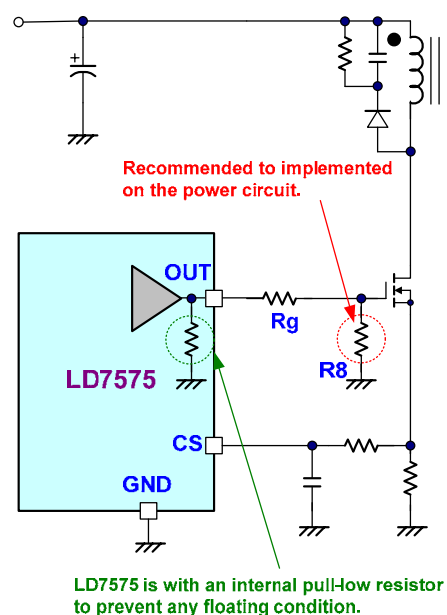 +
Recommended to implemented
on the power circuit.
OUT
Rg
R8
LD7575
CS
GND
LD7575 is with an internal pull-low resistor
to prevent any floating condition.